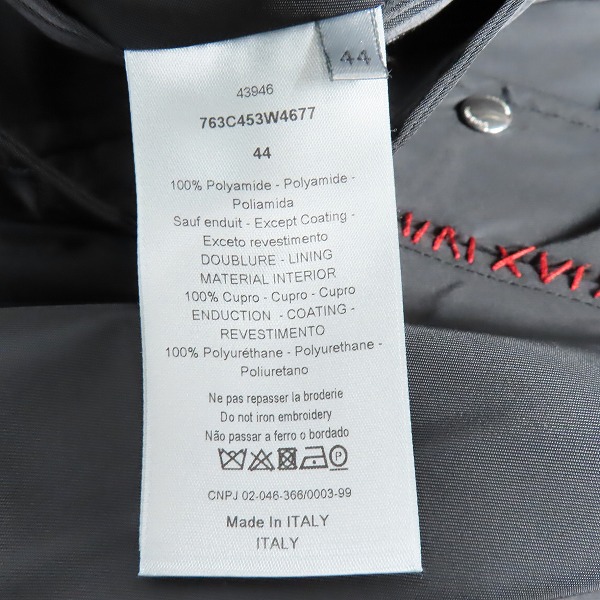 44
43946
763C453W4677
44
100% Polyamide - Polyamide -
Poliamida
Sauf enduit - Except Coating -
Exceto revestimento
DOUBLURE - LINING
MATERIAL INTERIOR
100% Cupro - Cupro - Cupro
ENDUCTION - COATING -
REVESTIMENTO
100% Polyuréthane - Polyurethane -
Poliuretano
Ne pas repasser la broderie
Do not iron embroidery
Não passar a ferro o bordado
P
CNPJ 02-046-366/0003-99
Made In ITALY
ITALY
XVI